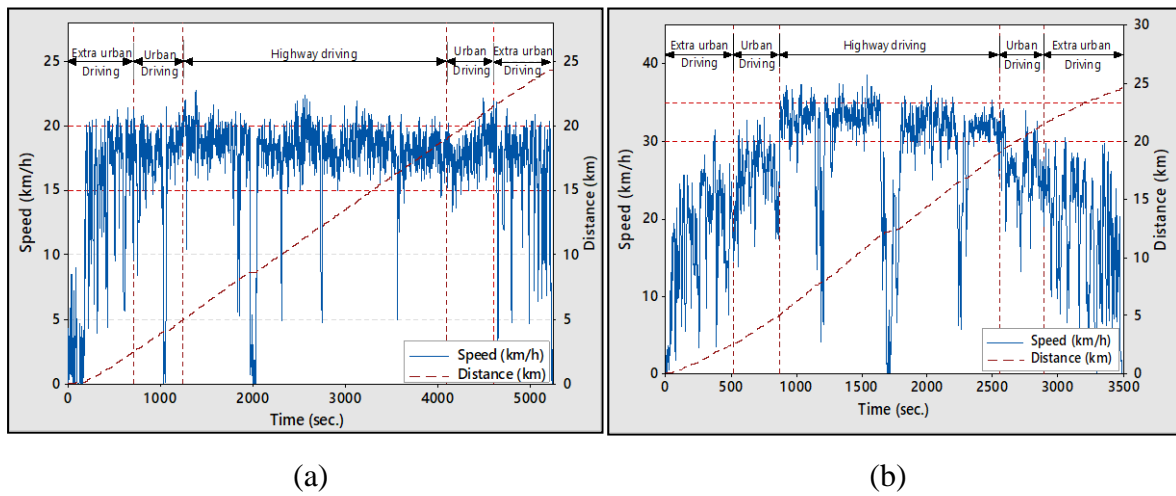 Extra urban
Driving
Urban
Driving
Highway driving
Urban
Driving
Extra urban
Driving
25
20
15
10
5
0
Speed (km/h)
25
20
15
10
5
0
Distance (km)
Speed (km/h)
Distance (km)
0
1000
2000
3000
4000
5000
Time (sec.)
(a)
Extra urban
Driving
Urban
Driving
Highway driving
Urban
Driving
Extra urban
Driving
40
30
20
10
0
Speed (km/h)
30
25
20
15
10
5
0
Distance (km)
Speed (km/h)
Distance (km)
0
500
1000
1500
2000
2500
3000
3500
Time (sec.)
(b)